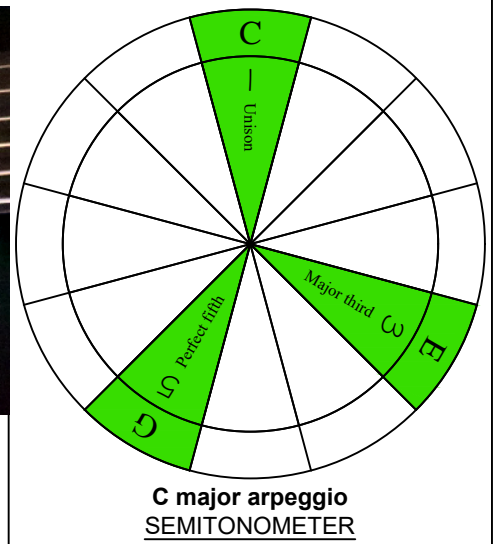 C
1 Unison
Major third 3
E
Perfect fifth
5
G
C major arpeggio
SEMITONOMETER